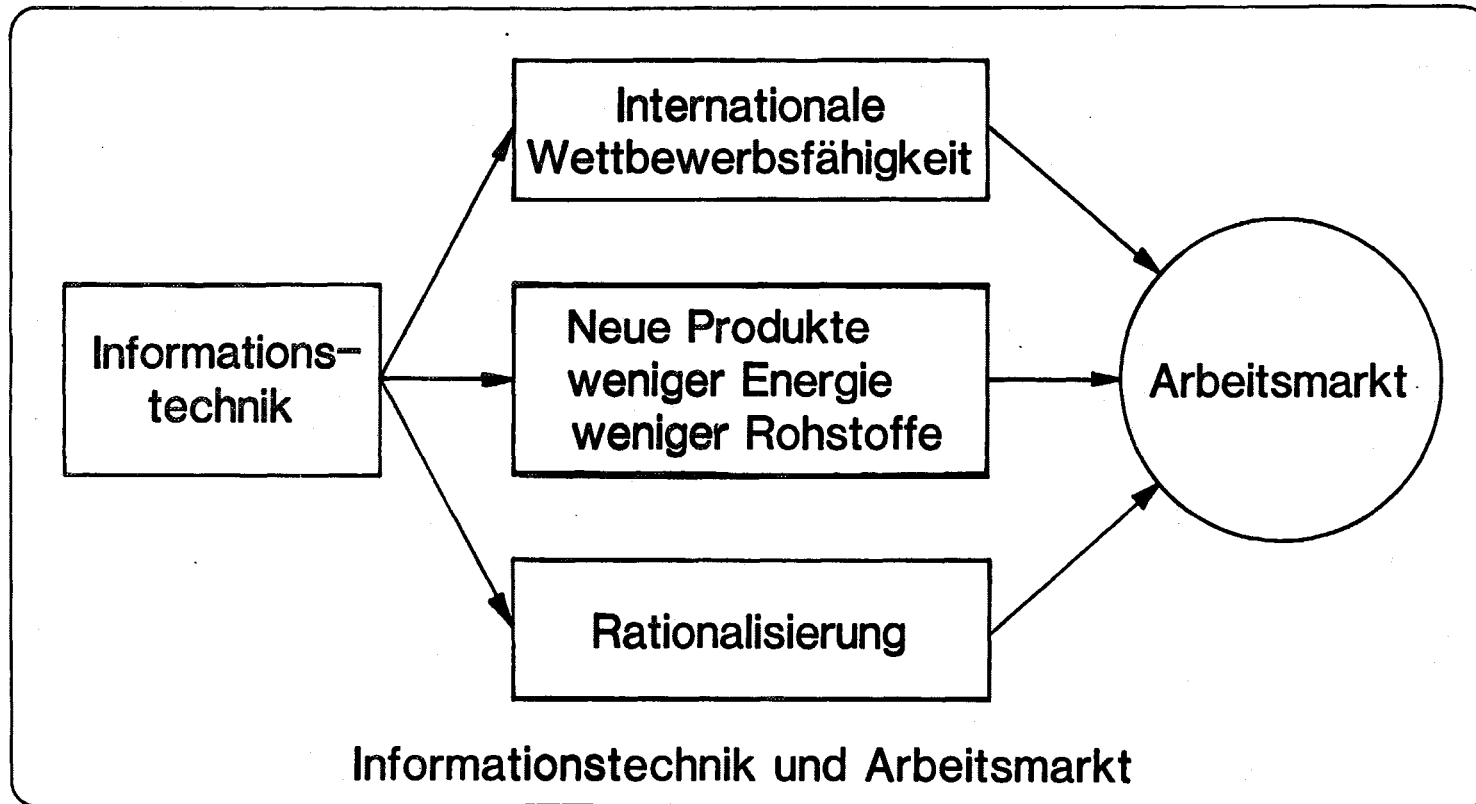 Internationale
Wettbewerbsfähigkeit
Informations-
technik
Neue Produkte
weniger Energie
weniger Rohstoffe
Arbeitsmarkt
Rationalisierung
Informationstechnik und Arbeitsmarkt